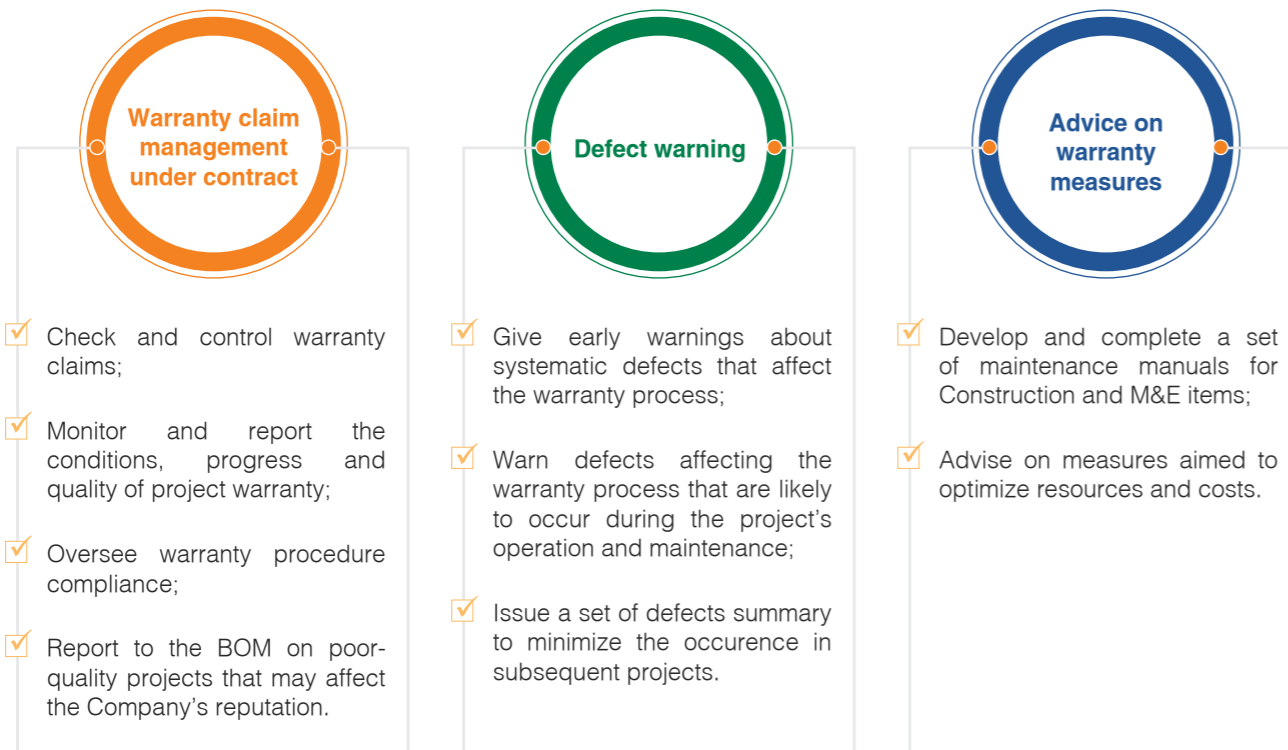 Warranty claim
management
under contract
Check and control warranty
claims;
Monitor and report the
conditions, progress and
quality of project warranty;
Oversee warranty procedure
compliance;
Report to the BOM on poor-
quality projects that may affect
the Company’s reputation.
Defect warning
Give early warnings about
systematic defects that affect
the warranty process;
Warn defects affecting the
warranty process that are likely
to occur during the project’s
operation and maintenance;
Issue a set of defects summary
to minimize the occurence in
subsequent projects.
Advice on
warranty
measures
Develop and complete a set
of maintenance manuals for
Construction and M&E items;
Advise on measures aimed to
optimize resources and costs.